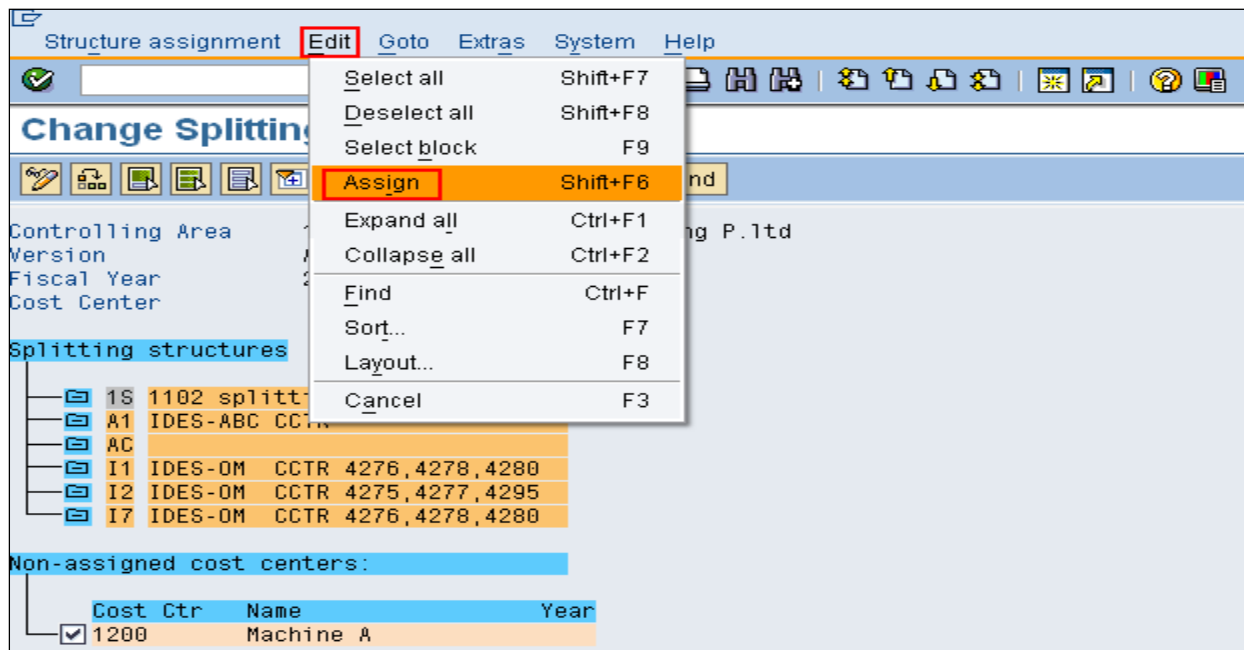 Structure assignment Edit Goto Extras System Help
Select all Shift+F7
Deselect all Shift+F8
Select block F9
Assign Shift+F6
Expand all Ctrl+F1
Collapse all Ctrl+F2
Find Ctrl+F
Sort... F7
Layout... F8
Cancel F3
Change Splitting
nd
Controlling Area 1 ng P.ltd
Version
Fiscal Year 2
Cost Center
Splitting structures
1S 1102 splitti
A1 IDES-ABC CCTR
AC
I1 IDES-OM CCTR 4276,4278,4280
I2 IDES-OM CCTR 4275,4277,4295
I7 IDES-OM CCTR 4276,4278,4280
Non-assigned cost centers:
Cost Ctr Name Year
1200 Machine A